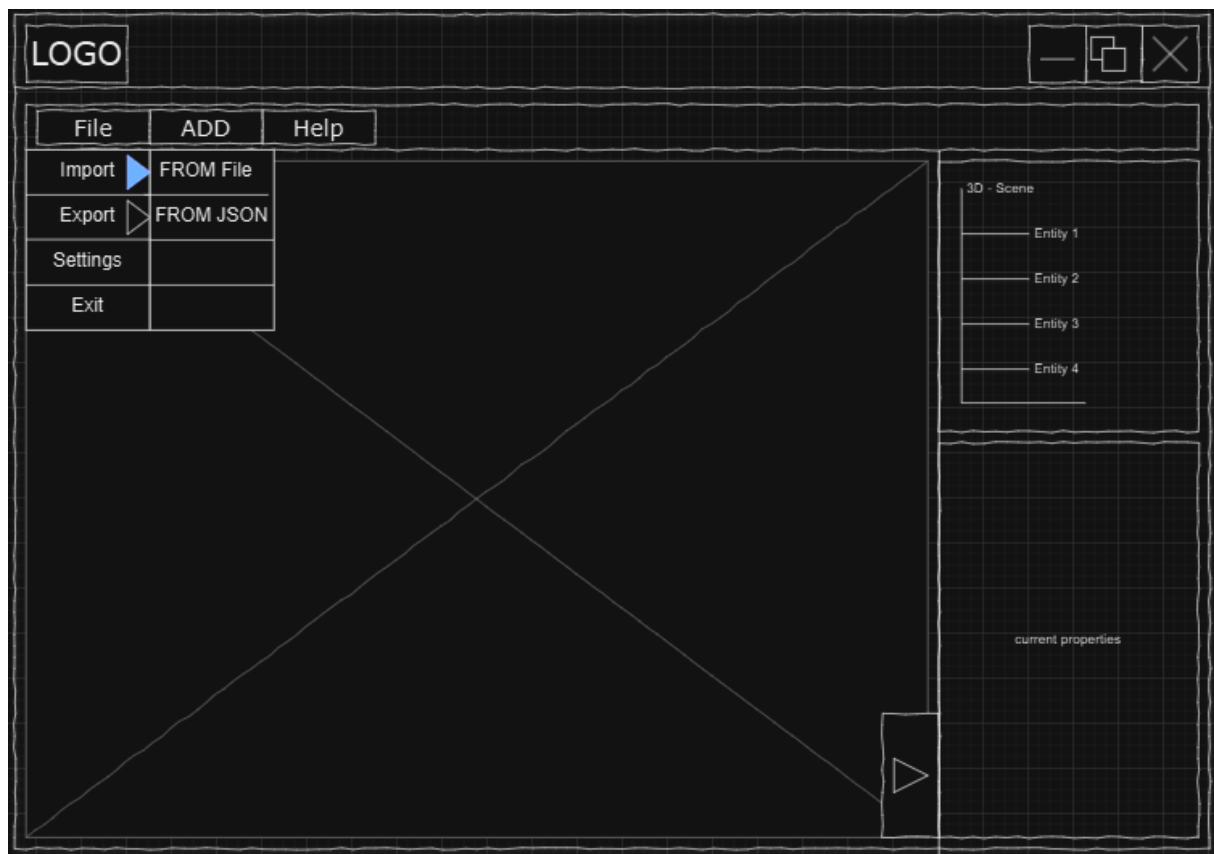 LOGO
File ADD Help
Import FROM File
Export FROM JSON
Settings
Exit
3D - Scene
Entity 1
Entity 2
Entity 3
Entity 4
current properties